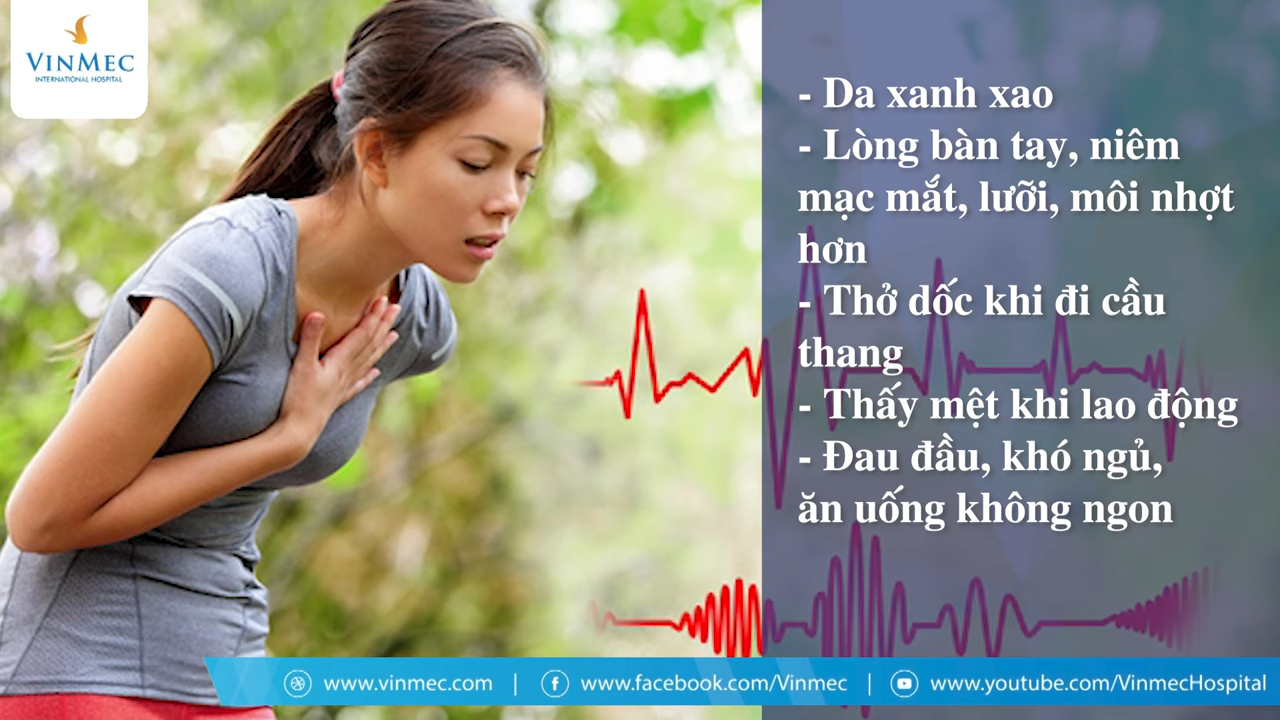 VINMEC
INTERNATIONAL HOSPITAL
- Da xanh xao
- Lòng bàn tay, niêm
mạc mắt, lưỡi, môi nhợt
hơn
- Thở dốc khi đi cầu
thang
- Thấy mệt khi lao động
- Đau đầu, khó ngủ,
ăn uống không ngon
www.vinmec.com | www.facebook.com/Vinmec | www.youtube.com/VinmecHospital